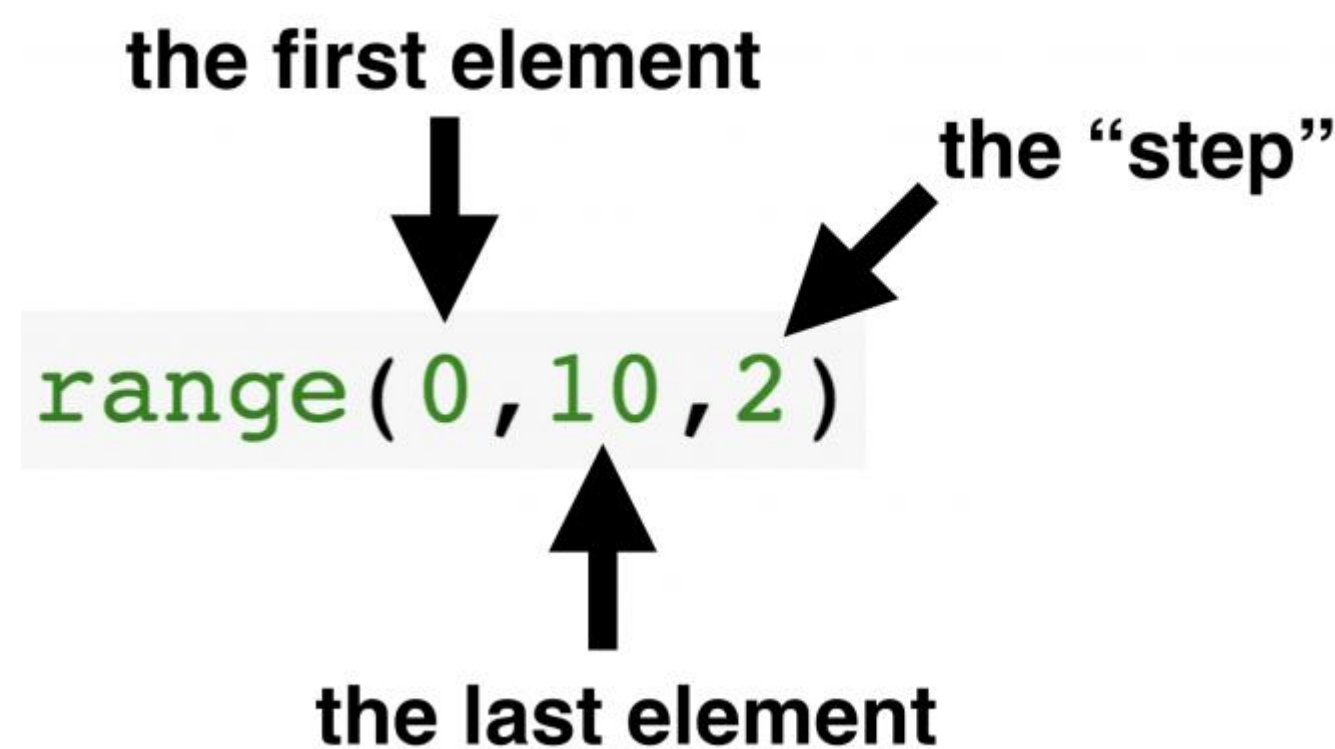 the first element
the “step”
range(0,10,2)
the last element